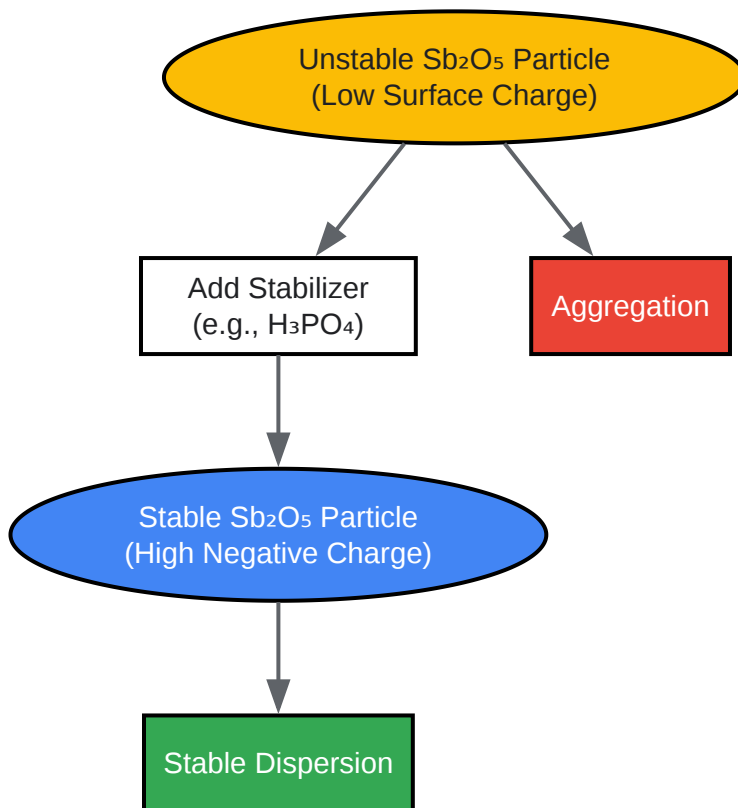 Unstable Sb₂O₅ Particle
(Low Surface Charge)
Add Stabilizer
(e.g., H₃PO₄)
Aggregation
Stable Sb₂O₅ Particle
(High Negative Charge)
Stable Dispersion